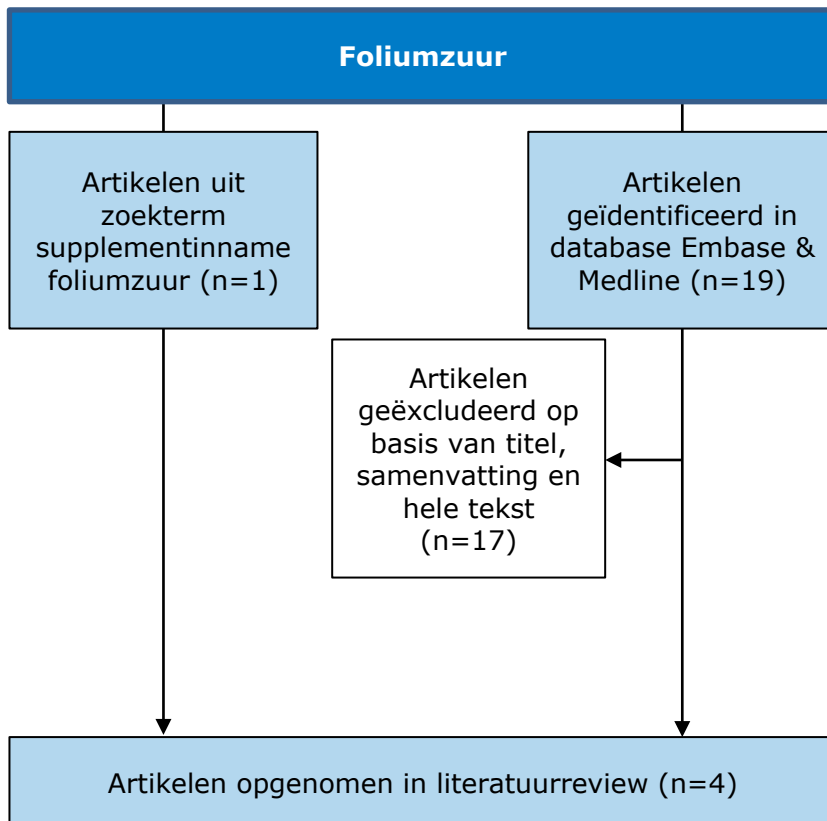 Foliumzuur
Artikelen uit
zoekterm
supplementinname
foliumzuur (n=1)
Artikelen
geïdentificeerd in
database Embase &
Medline (n=19)
Artikelen
geëxcludeerd op
basis van titel,
samenvatting en
hele tekst
(n=17)
Artikelen opgenomen in literatuurreview (n=4)